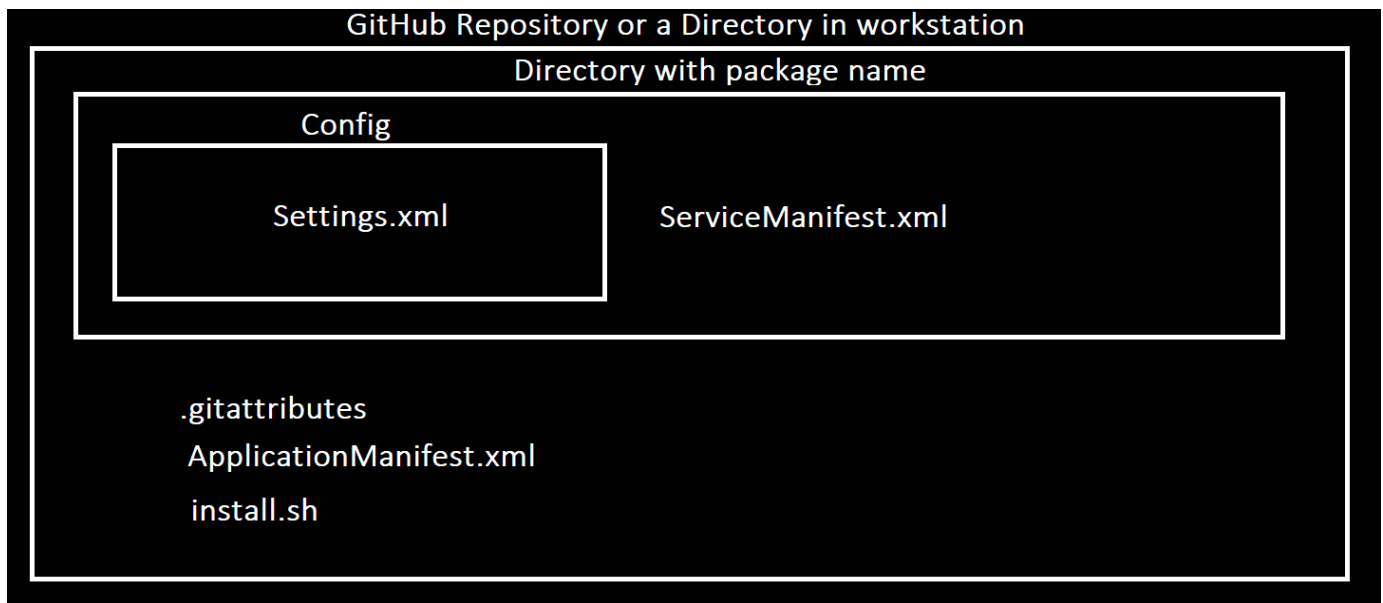 GitHub Repository or a Directory in workstation
Directory with package name
Config
Settings.xml
ServiceManifest.xml
.gitattributes
ApplicationManifest.xml
install.sh